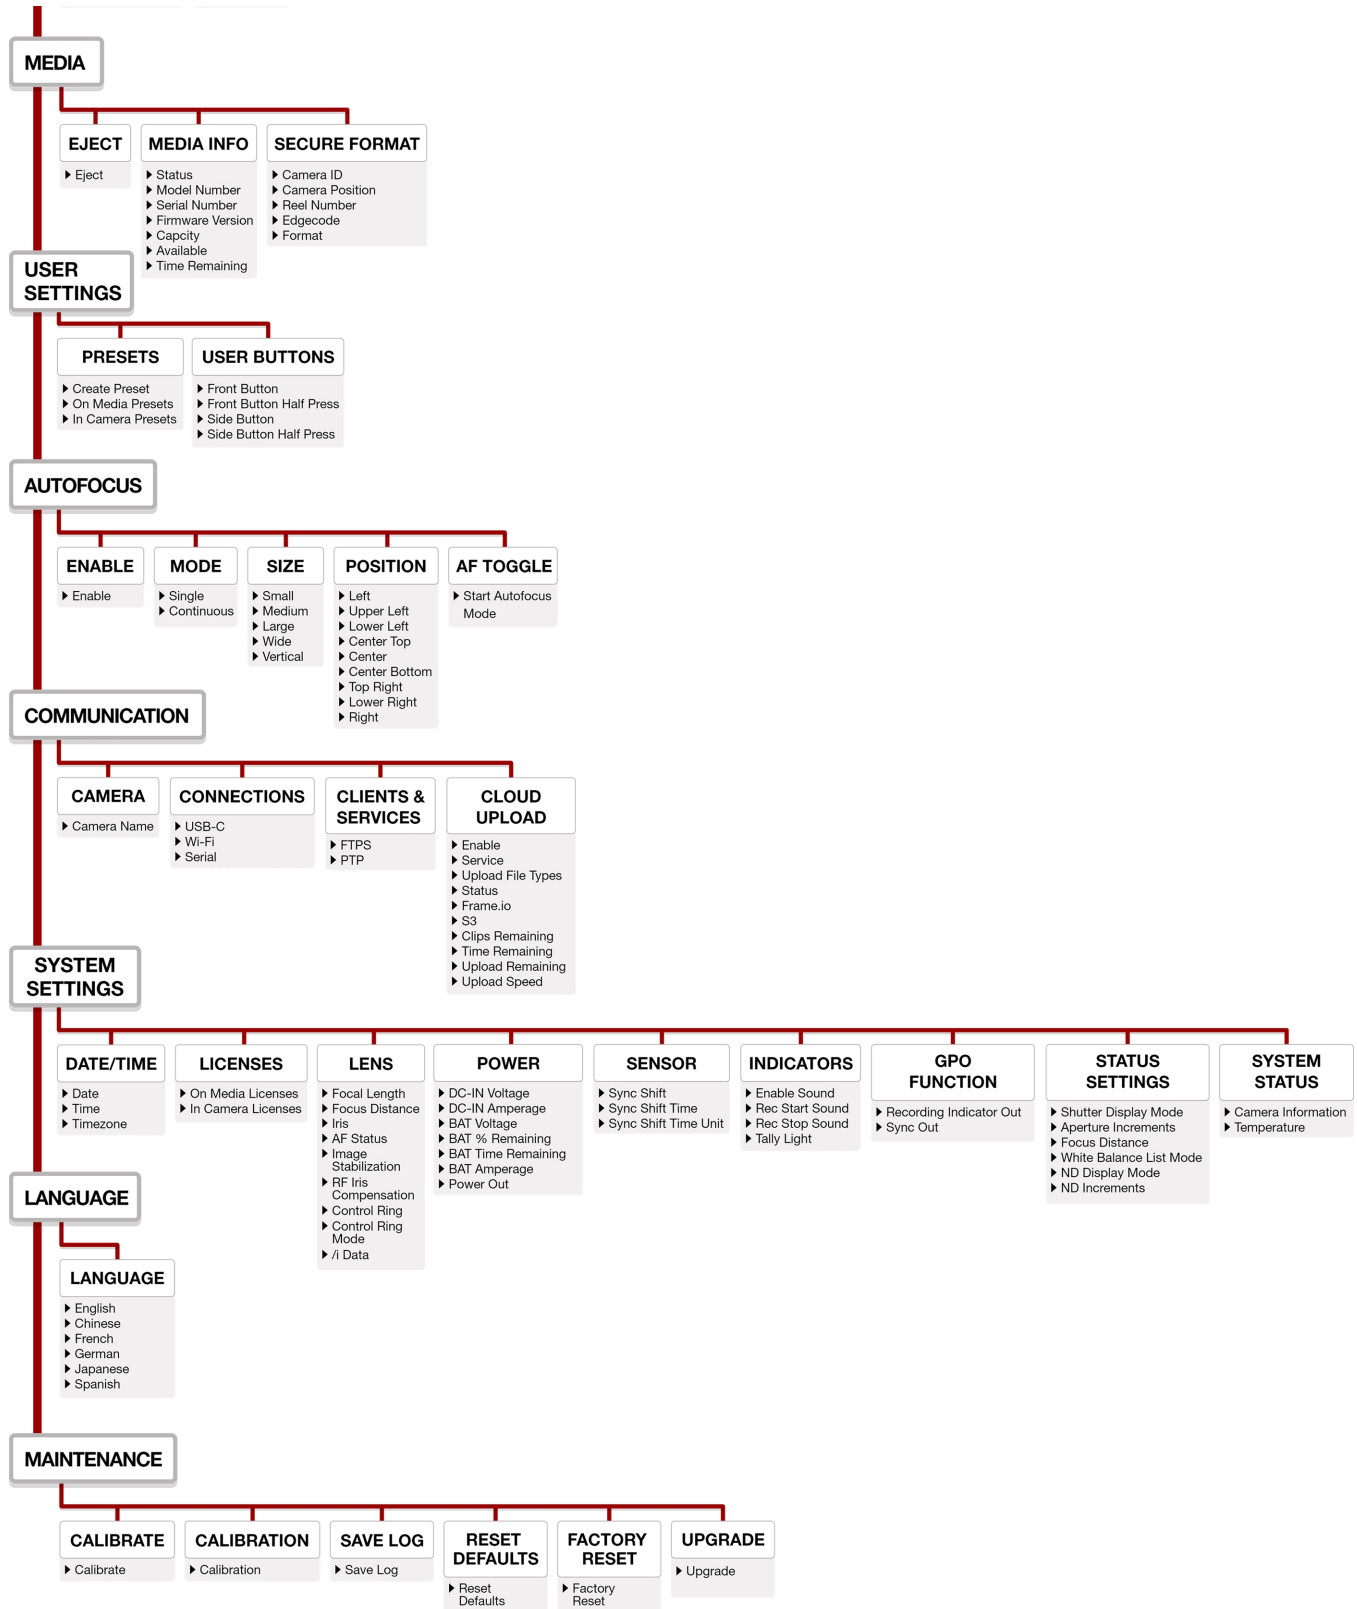 MEDIA
EJECT
Eject
MEDIA INFO
Status
Model Number
Serial Number
Firmware Version
Capcity
Available
Time Remaining
SECURE FORMAT
Camera ID
Camera Position
Reel Number
Edgecode
Format
USER
SETTINGS
PRESETS
Create Preset
On Media Presets
In Camera Presets
USER BUTTONS
Front Button
Front Button Half Press
Side Button
Side Button Half Press
AUTOFOCUS
ENABLE
Enable
MODE
Single
Continuous
SIZE
Small
Medium
Large
Wide
Vertical
POSITION
Left
Upper Left
Lower Left
Center Top
Center
Center Bottom
Top Right
Lower Right
Right
AF TOGGLE
Start Autofocus
Mode
COMMUNICATION
CAMERA
Camera Name
CONNECTIONS
USB-C
Wi-Fi
Serial
CLIENTS &
SERVICES
FTPS
PTP
CLOUD
UPLOAD
Enable
Service
Upload File Types
Status
Frame.io
S3
Clips Remaining
Time Remaining
Upload Remaining
Upload Speed
SYSTEM
SETTINGS
DATE/TIME
Date
Time
Timezone
LICENSES
On Media Licenses
In Camera Licenses
LENS
Focal Length
Focus Distance
Iris
AF Status
Image
Stabilization
RF Iris
Compensation
Control Ring
Control Ring
Mode
/i Data
POWER
DC-IN Voltage
DC-IN Amperage
BAT Voltage
BAT % Remaining
BAT Time Remaining
BAT Amperage
Power Out
SENSOR
Sync Shift
Sync Shift Time
Sync Shift Time Unit
INDICATORS
Enable Sound
Rec Start Sound
Rec Stop Sound
Tally Light
GPO
FUNCTION
Recording Indicator Out
Sync Out
STATUS
SETTINGS
Shutter Display Mode
Aperture Increments
Focus Distance
White Balance List Mode
ND Display Mode
ND Increments
SYSTEM
STATUS
Camera Information
Temperature
LANGUAGE
LANGUAGE
English
Chinese
French
German
Japanese
Spanish
MAINTENANCE
CALIBRATE
Calibrate
CALIBRATION
Calibration
SAVE LOG
Save Log
RESET
DEFAULTS
Reset
Defaults
FACTORY
RESET
Factory
Reset
UPGRADE
Upgrade